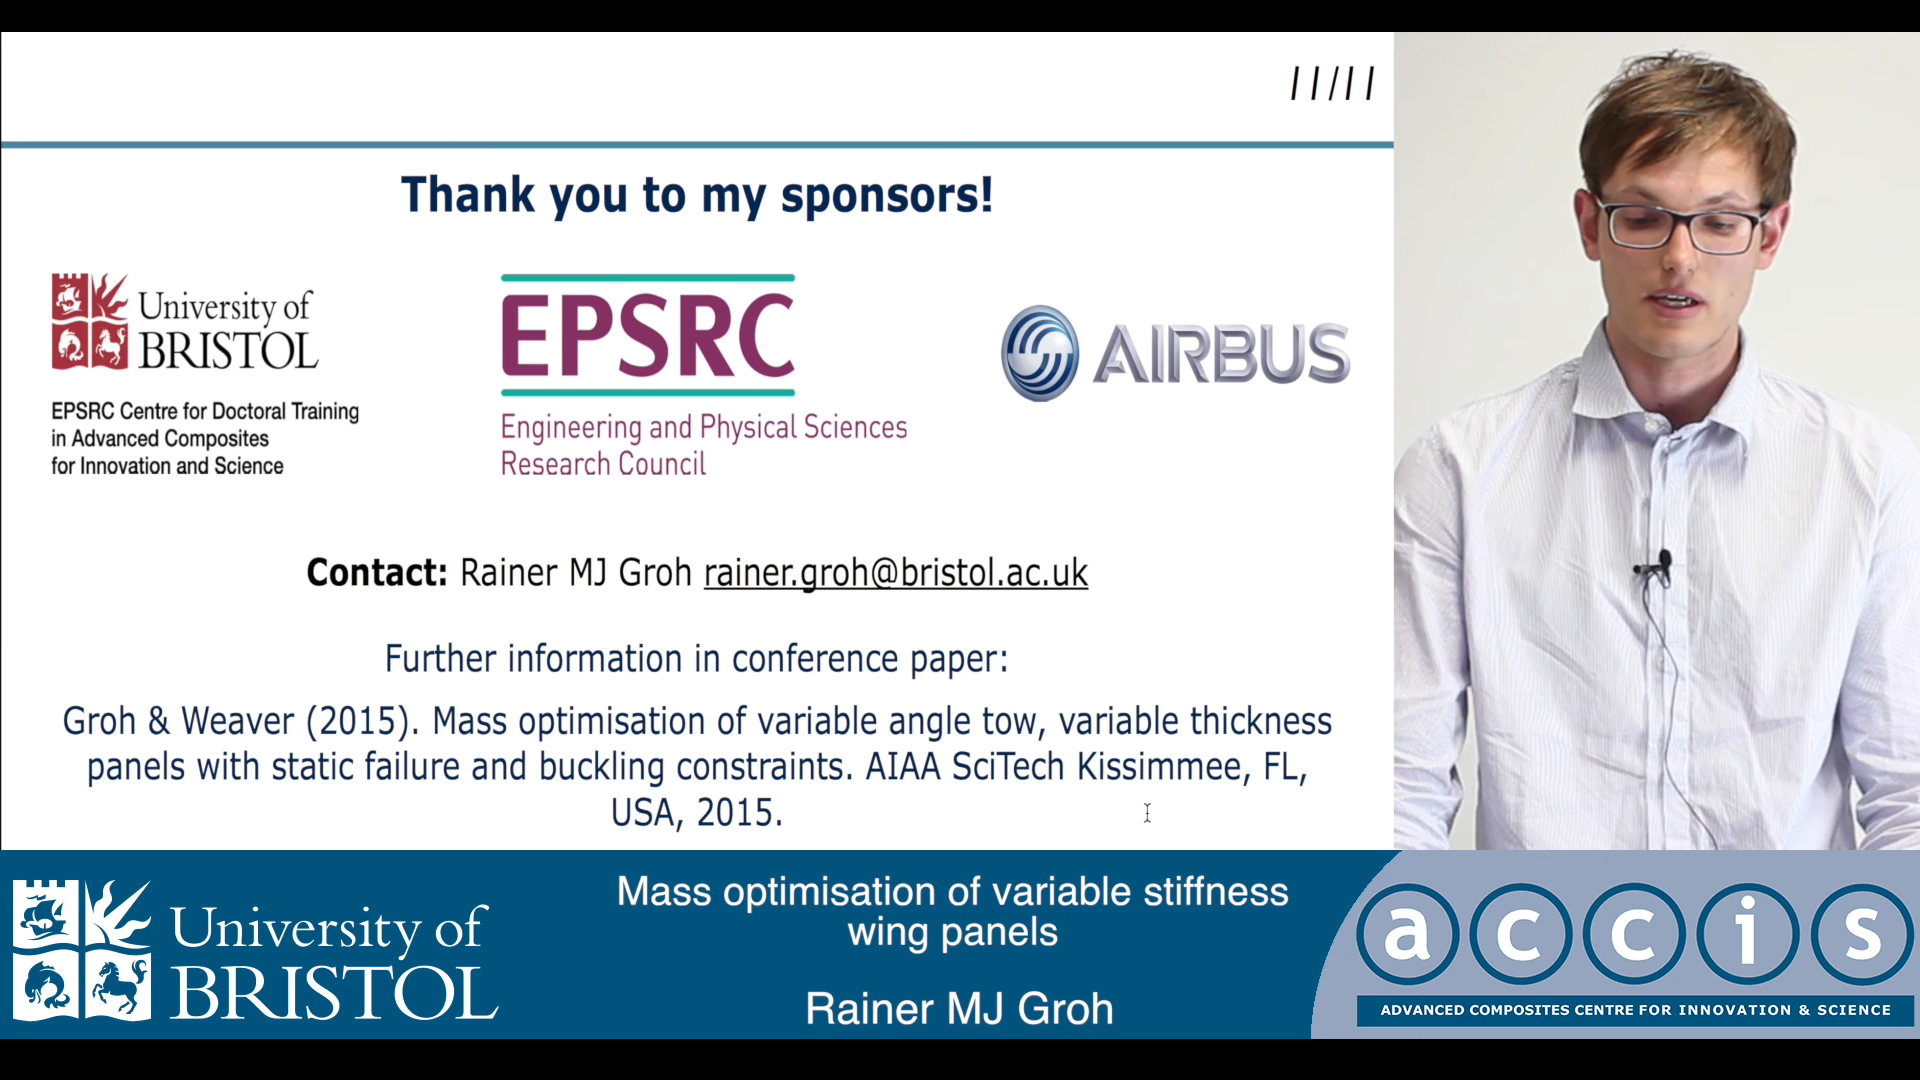 11/11
Thank you to my sponsors!
University of
BRISTOL
EPSRC Centre for Doctoral Training
in Advanced Composites
for Innovation and Science
EPSRC
Engineering and Physical Sciences
Research Council
AIRBUS
Contact: Rainer MJ Groh rainer.groh@bristol.ac.uk
Further information in conference paper:
Groh & Weaver (2015). Mass optimisation of variable angle tow, variable thickness
panels with static failure and buckling constraints. AIAA SciTech Kissimmee, FL,
USA, 2015.
University of
BRISTOL
Mass optimisation of variable stiffness
wing panels
Rainer MJ Groh
accis
ADVANCED COMPOSITES CENTRE FOR INNOVATION & SCIENCE